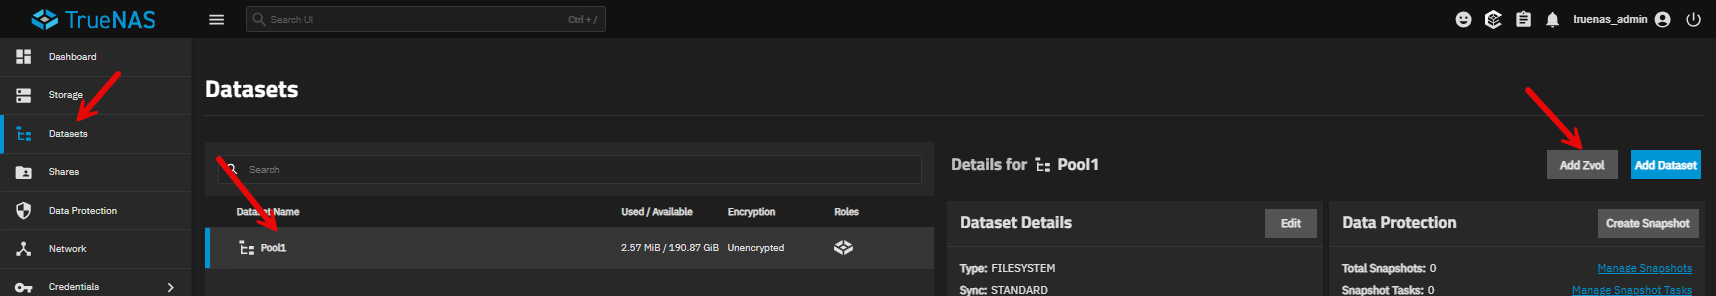 TrueNAS
Search UI
Ctrl + /
truenas_admin
Dashboard
Storage
Datasets
Shares
Data Protection
Network
Credentials
Datasets
Search
Dataset Name
Used / Available
Encryption
Roles
Pool1
2.57 MiB / 190.87 GiB
Unencrypted
Details for Pool1
Add Zvol
Add Dataset
Dataset Details
Edit
Type: FILESYSTEM
Sync: STANDARD
Data Protection
Create Snapshot
Total Snapshots: 0
Manage Snapshots
Snapshot Tasks: 0
Manage Snapshot Tasks